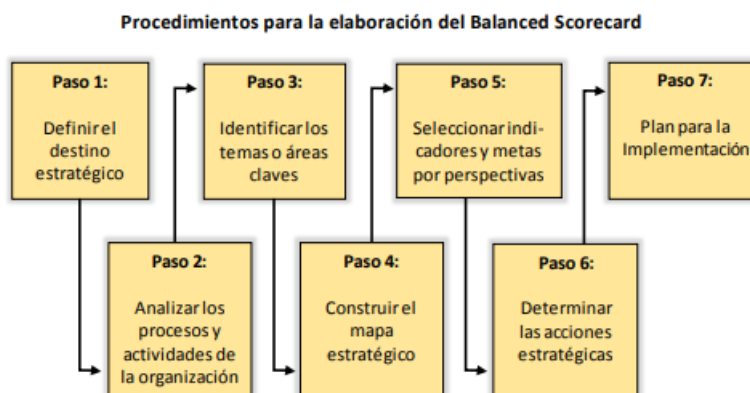 Procedimientos para la elaboración del Balanced Scorecard
Paso 1:
Definir el
destino
estratégico
Paso 2:
Analizar los
procesos y
actividades de
la organización
Paso 3:
Identificar los
temas o áreas
claves
Paso 4:
Construir el
mapa
estratégico
Paso 5:
Seleccionar indi-
cadores y metas
por perspectivas
Paso 6:
Determinar
las acciones
estratégicas
Paso 7:
Plan para la
Implementación